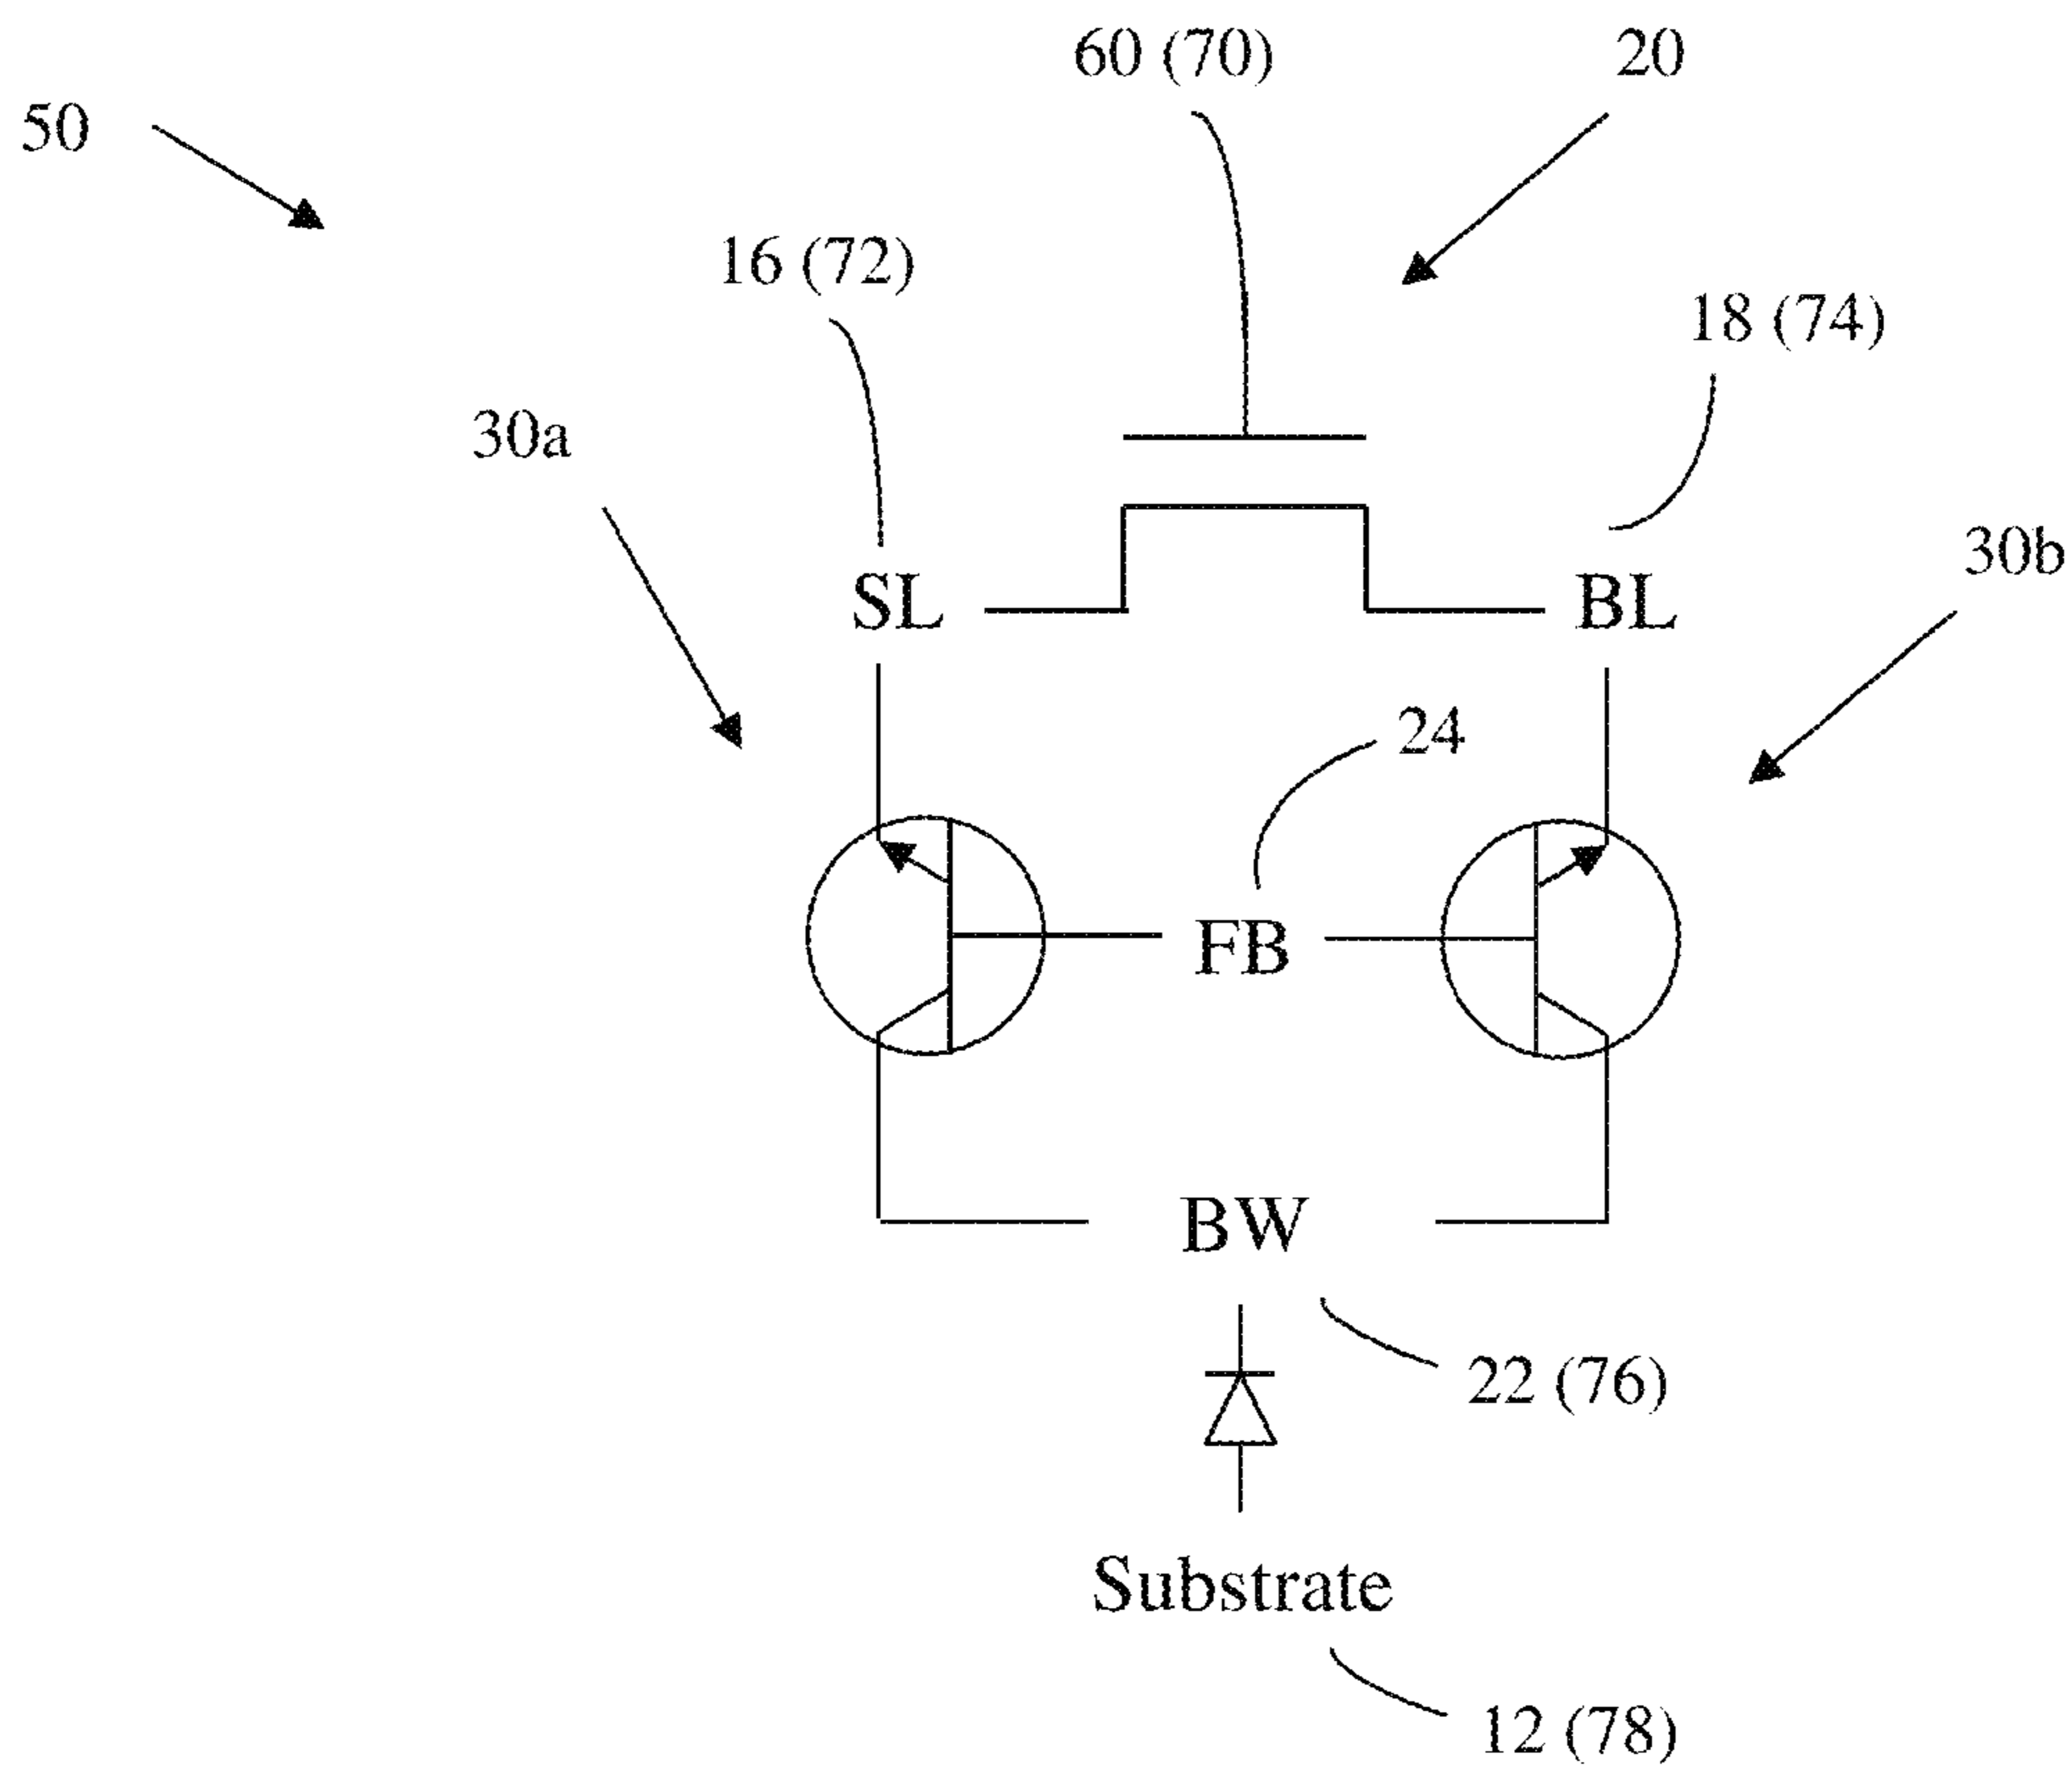 60 (70)
20
50
16 (72)
18 (74)
30a
30b
SL
BL
24
FB
BW
22 (76)
Substrate
12 (78)